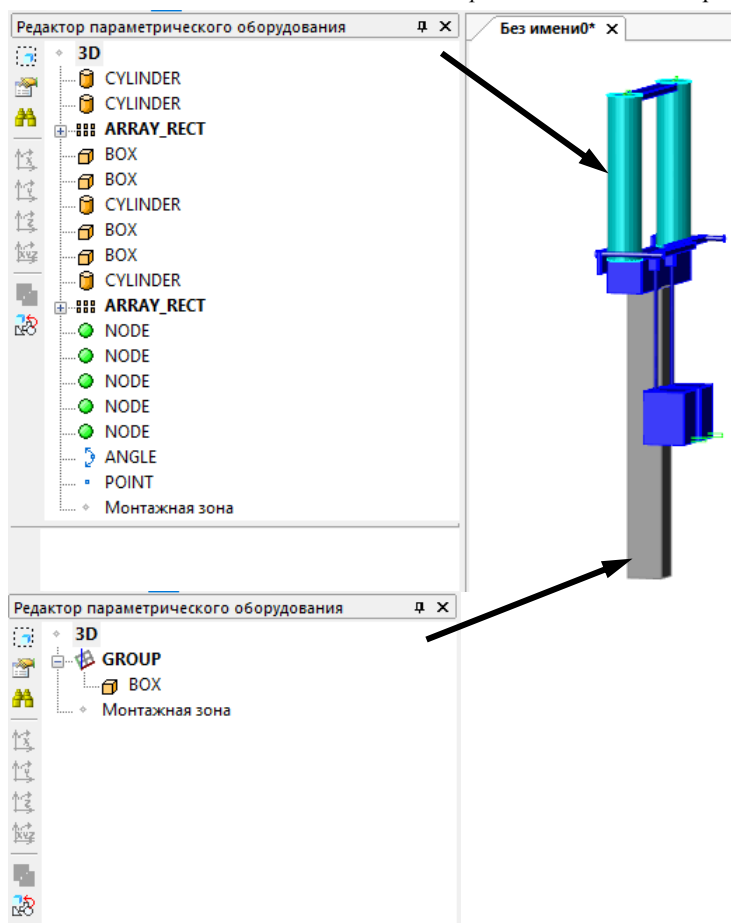 Редактор параметрического оборудования
Без имени0*
3D
CYLINDER
CYLINDER
ARRAY_RECT
BOX
BOX
CYLINDER
BOX
BOX
CYLINDER
ARRAY_RECT
NODE
NODE
NODE
NODE
NODE
ANGLE
POINT
Монтажная зона
Редактор параметрического оборудования
3D
GROUP
BOX
Монтажная зона